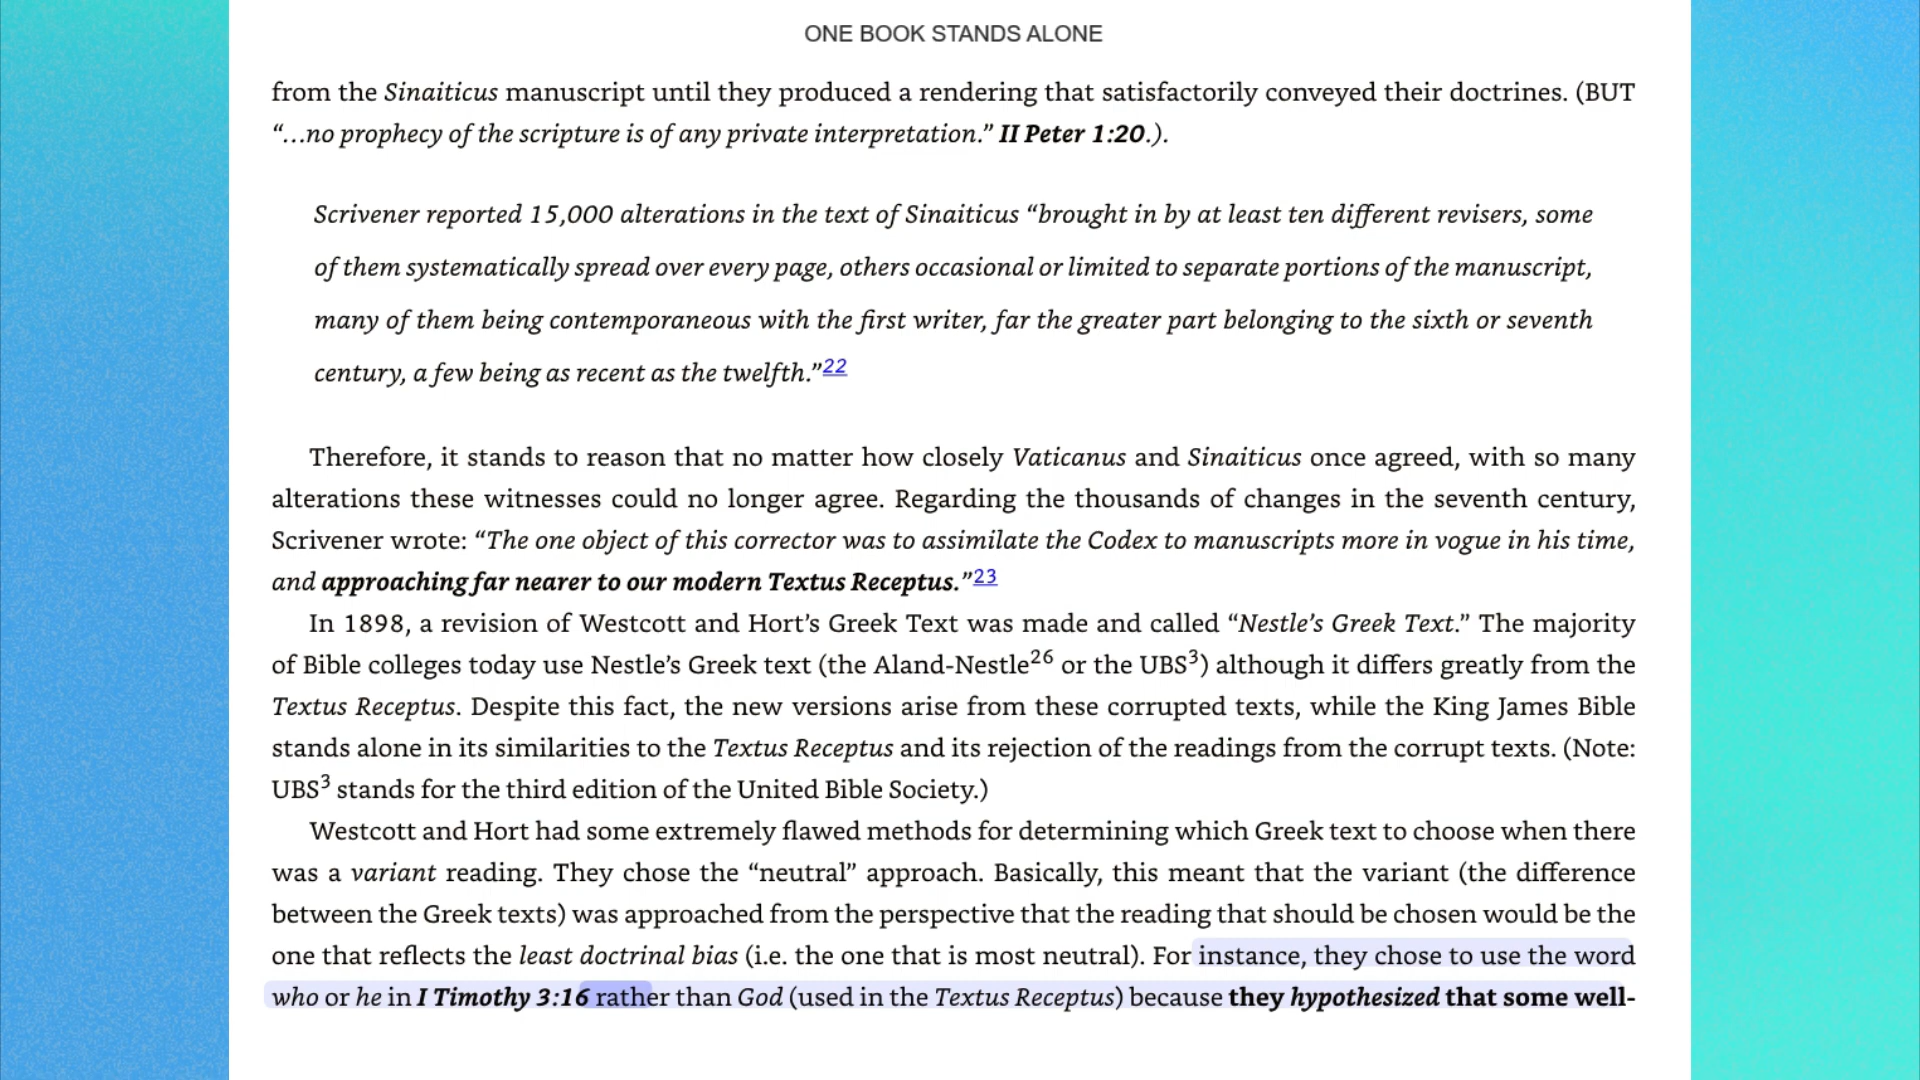 ONE BOOK STANDS ALONE
from the Sinaiticus manuscript until they produced a rendering that satisfactorily conveyed their doctrines. (BUT
“…no prophecy of the scripture is of any private interpretation.” II Peter 1:20.).
Scrivener reported 15,000 alterations in the text of Sinaiticus “brought in by at least ten different revisers, some
of them systematically spread over every page, others occasional or limited to separate portions of the manuscript,
many of them being contemporaneous with the first writer, far the greater part belonging to the sixth or seventh
century, a few being as recent as the twelfth.”22
Therefore, it stands to reason that no matter how closely Vaticanus and Sinaiticus once agreed, with so many
alterations these witnesses could no longer agree. Regarding the thousands of changes in the seventh century,
Scrivener wrote: “The one object of this corrector was to assimilate the Codex to manuscripts more in vogue in his time,
and approaching far nearer to our modern Textus Receptus.”23
In 1898, a revision of Westcott and Hort’s Greek Text was made and called “Nestle’s Greek Text.” The majority
of Bible colleges today use Nestle’s Greek text (the Aland-Nestle26 or the UBS3) although it differs greatly from the
Textus Receptus. Despite this fact, the new versions arise from these corrupted texts, while the King James Bible
stands alone in its similarities to the Textus Receptus and its rejection of the readings from the corrupt texts. (Note:
UBS3 stands for the third edition of the United Bible Society.)
Westcott and Hort had some extremely flawed methods for determining which Greek text to choose when there
was a variant reading. They chose the “neutral” approach. Basically, this meant that the variant (the difference
between the Greek texts) was approached from the perspective that the reading that should be chosen would be the
one that reflects the least doctrinal bias (i.e. the one that is most neutral). For instance, they chose to use the word
who or he in I Timothy 3:16 rather than God (used in the Textus Receptus) because they hypothesized that some well-